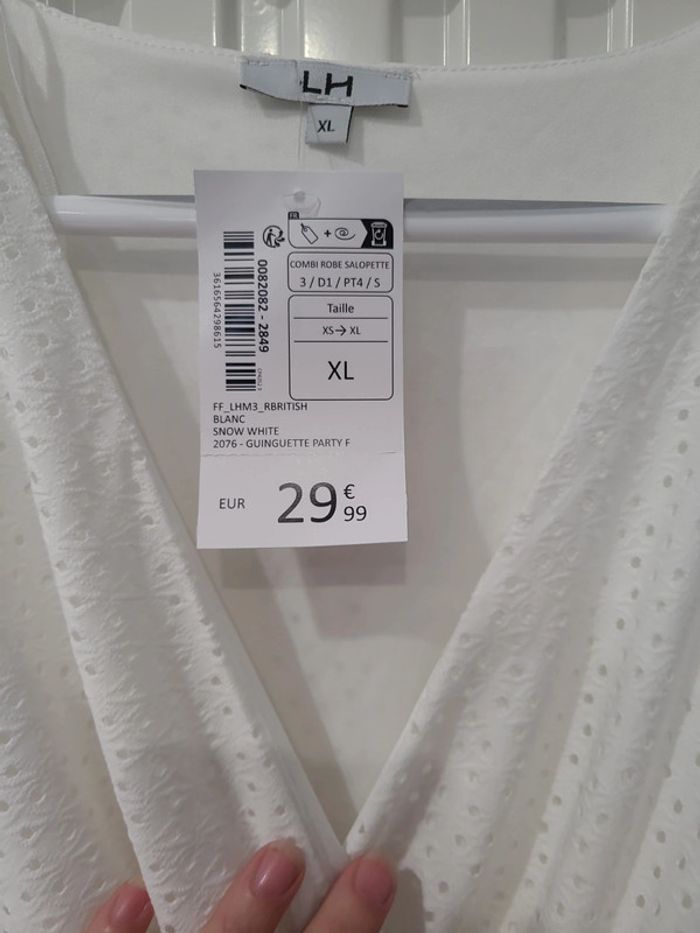 LH
XL
FR
+
COMBI ROBE SALOPETTE
3 / D1 / PT4 / S
Taille
XS→ XL
XL
0082082 - 2849
3616564298615
FF_LHM3_RBRITISH
BLANC
SNOW WHITE
2076 - GUINGUETTE PARTY F
EUR 29€99